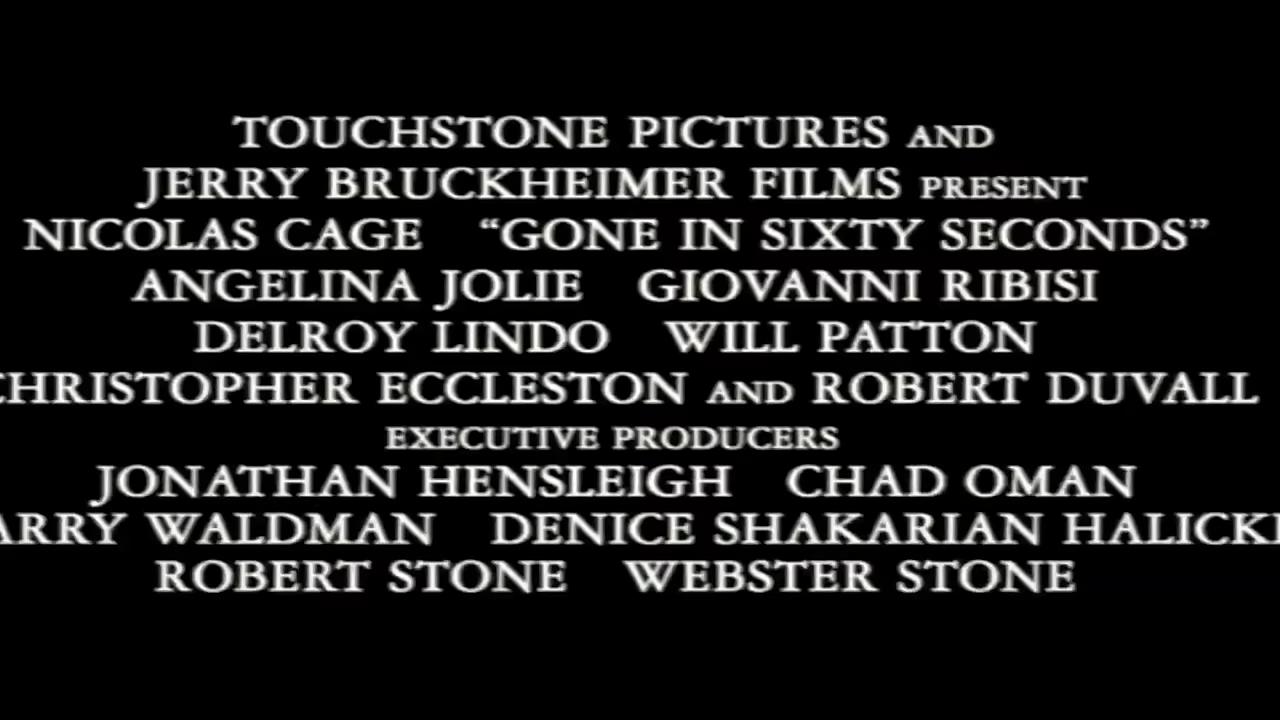 TOUCHSTONE PICTURES AND
JERRY BRUCKHEIMER FILMS PRESENT
NICOLAS CAGE “GONE IN SIXTY SECONDS”
ANGELINA JOLIE GIOVANNI RIBISI
DELROY LINDO WILL PATTON
CHRISTOPHER ECCLESTON AND ROBERT DUVALL
EXECUTIVE PRODUCERS
JONATHAN HENSLEIGH CHAD OMAN
ARRY WALDMAN DENICE SHAKARIAN HALICKI
ROBERT STONE WEBSTER STONE